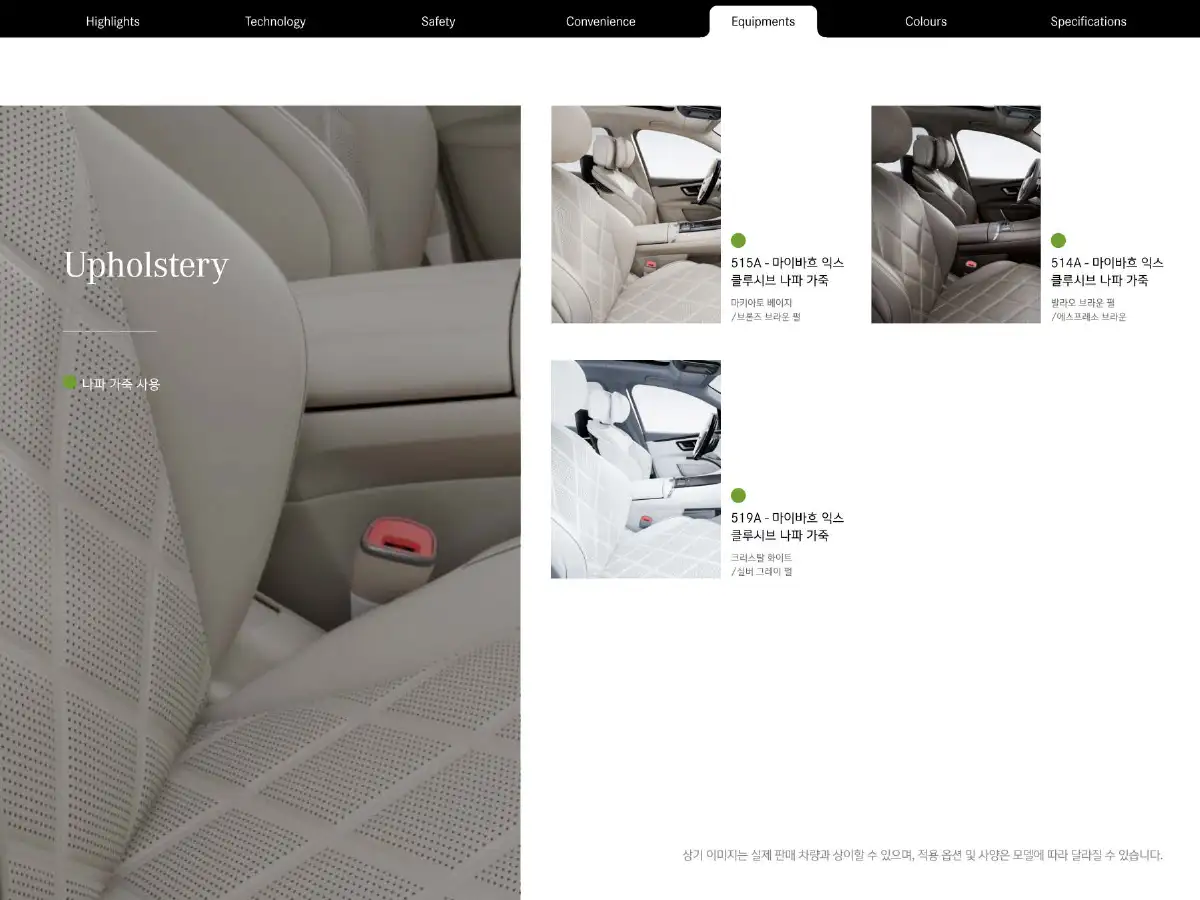 Highlights
Technology
Safety
Convenience
Equipments
Colours
Specifications
Upholstery
나파 가죽 사용
515A - 마이바흐 익스
클루시브 나파 가죽
마키아토 베이지
/브론즈 브라운 펄
514A - 마이바흐 익스
클루시브 나파 가죽
발라오 브라운 펄
/에스프레소 브라운
519A - 마이바흐 익스
클루시브 나파 가죽
크리스탈 화이트
/실버 그레이 펄
상기 이미지는 실제 판매 차량과 상이할 수 있으며, 적용 옵션 및 사양은 모델에 따라 달라질 수 있습니다.